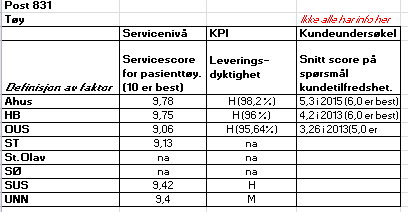 Post 831
Tøy
Ikke alle har info her
Servicenivå KPI Kundeundersøkel
Definisjon av faktor Servicescore for pasienttøy. (10 er best) Leverings-dyktighet Snitt score på spørsmål kundetilfredshet.
Ahus 9,78 H (98,2%) 5,3 i 2015 (6,0 er best)
HB 9,75 H (96%) 4,2 i 2013 (6,0 er best)
OUS 9,06 H (95,64%) 3,26 i 2013(5,0 er
ST 9,13 na
St.Olav na na
SØ na na
SUS 9,42 H
UNN 9,4 M